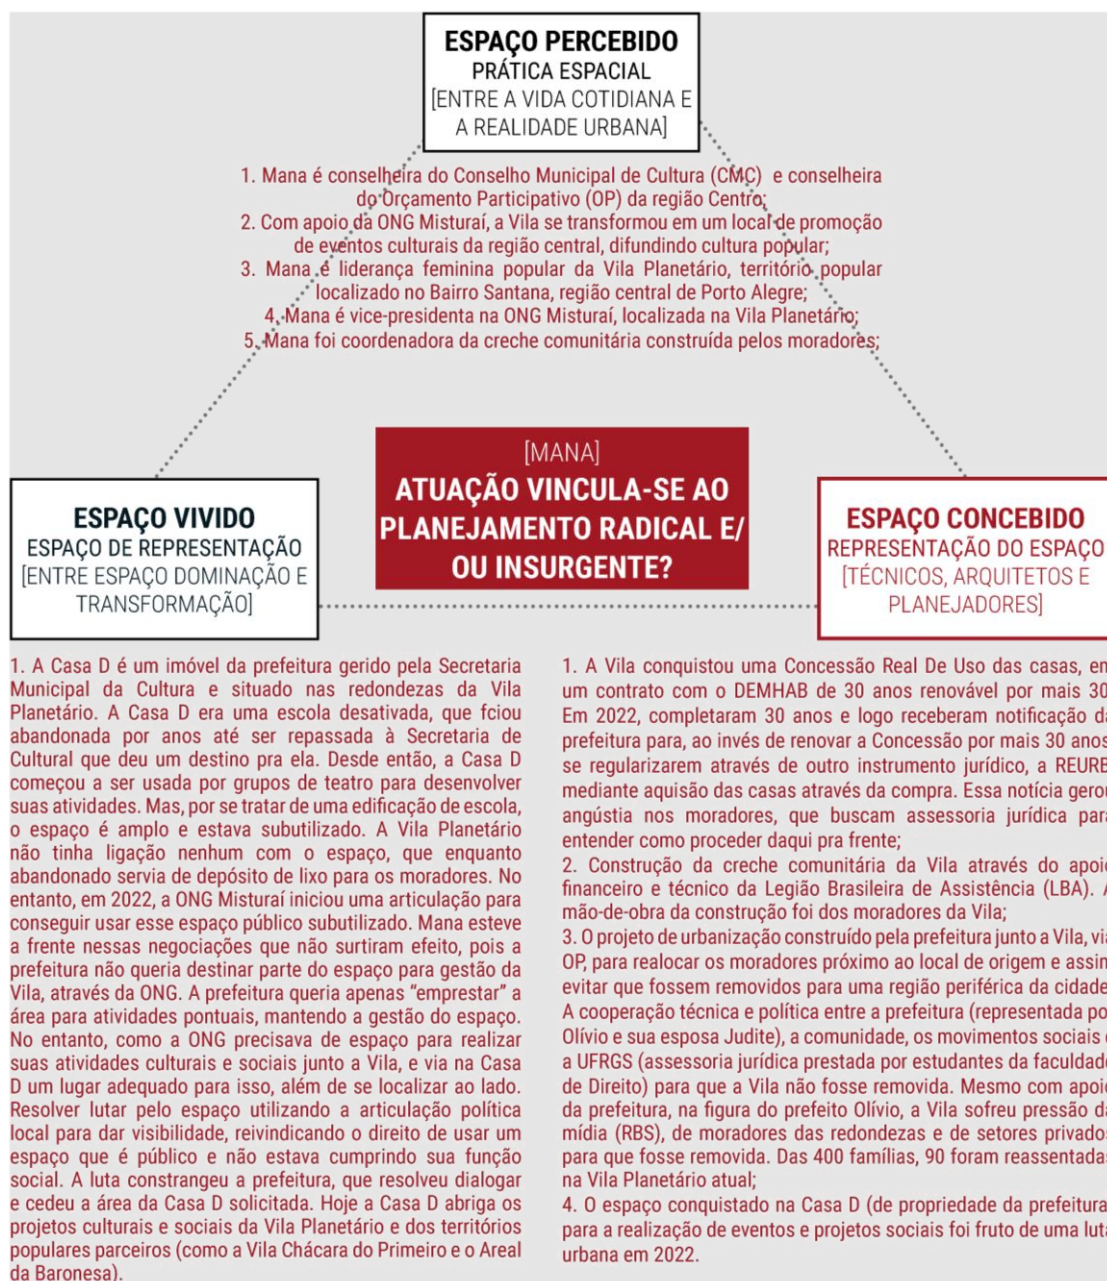 ESPAÇO PERCEBIDO
PRÁTICA ESPACIAL
[ENTRE A VIDA COTIDIANA E
A REALIDADE URBANA]
1. Mana é conselheira do Conselho Municipal de Cultura (CMC) e conselheira
do Orçamento Participativo (OP) da região Centro;
2. Com apoio da ONG Misturaí, a Vila se transformou em um local de promoção
de eventos culturais da região central, difundindo cultura popular;
3. Mana é liderança feminina popular da Vila Planetário, território popular
localizado no Bairro Santana, região central de Porto Alegre;
4. Mana é vice-presidenta na ONG Misturaí, localizada na Vila Planetário;
5. Mana foi coordenadora da creche comunitária construída pelos moradores;
[MANA]
ATUAÇÃO VINCULA-SE AO
PLANEJAMENTO RADICAL E/
OU INSURGENTE?
ESPAÇO VIVIDO
ESPAÇO DE REPRESENTAÇÃO
[ENTRE ESPAÇO DOMINAÇÃO E
TRANSFORMAÇÃO]
ESPAÇO CONCEBIDO
REPRESENTAÇÃO DO ESPAÇO
[TÉCNICOS, ARQUITETOS E
PLANEJADORES]
1. A Casa D é um imóvel da prefeitura gerido pela Secretaria
Municipal da Cultura e situado nas redondezas da Vila
Planetário. A Casa D era uma escola desativada, que fciou
abandonada por anos até ser repassada à Secretaria de
Cultural que deu um destino pra ela. Desde então, a Casa D
começou a ser usada por grupos de teatro para desenvolver
suas atividades. Mas, por se tratar de uma edificação de escola,
o espaço é amplo e estava subutilizado. A Vila Planetário
não tinha ligação nenhum com o espaço, que enquanto
abandonado servia de depósito de lixo para os moradores. No
entanto, em 2022, a ONG Misturaí iniciou uma articulação para
conseguir usar esse espaço público subutilizado. Mana esteve
a frente nessas negociações que não surtiram efeito, pois a
prefeitura não queria destinar parte do espaço para gestão da
Vila, através da ONG. A prefeitura queria apenas “emprestar” a
área para atividades pontuais, mantendo a gestão do espaço.
No entanto, como a ONG precisava de espaço para realizar
suas atividades culturais e sociais junto a Vila, e via na Casa
D um lugar adequado para isso, além de se localizar ao lado.
Resolver lutar pelo espaço utilizando a articulação política
local para dar visibilidade, reivindicando o direito de usar um
espaço que é público e não estava cumprindo sua função
social. A luta constrangeu a prefeitura, que resolveu dialogar
e cedeu a área da Casa D solicitada. Hoje a Casa D abriga os
projetos culturais e sociais da Vila Planetário e dos territórios
populares parceiros (como a Vila Chácara do Primeiro e o Areal
da Baronesa).
1. A Vila conquistou uma Concessão Real De Uso das casas, em
um contrato com o DEMHAB de 30 anos renovável por mais 30.
Em 2022, completaram 30 anos e logo receberam notificação da
prefeitura para, ao invés de renovar a Concessão por mais 30 anos,
se regularizarem através de outro instrumento jurídico, a REURB,
mediante aquisão das casas através da compra. Essa notícia gerou
angústia nos moradores, que buscam assessoria jurídica para
entender como proceder daqui pra frente;
2. Construção da creche comunitária da Vila através do apoio
financeiro e técnico da Legião Brasileira de Assistência (LBA). A
mão-de-obra da construção foi dos moradores da Vila;
3. O projeto de urbanização construído pela prefeitura junto a Vila, via
OP, para realocar os moradores próximo ao local de origem e assim
evitar que fossem removidos para uma região periférica da cidade.
A cooperação técnica e política entre a prefeitura (representada por
Olívio e sua esposa Judite), a comunidade, os movimentos sociais e
a UFRGS (assessoria jurídica prestada por estudantes da faculdade
de Direito) para que a Vila não fosse removida. Mesmo com apoio
da prefeitura, na figura do prefeito Olívio, a Vila sofreu pressão da
mídia (RBS), de moradores das redondezas e de setores privados
para que fosse removida. Das 400 famílias, 90 foram reassentadas
na Vila Planetário atual;
4. O espaço conquistado na Casa D (de propriedade da prefeitura)
para a realização de eventos e projetos sociais foi fruto de uma luta
urbana em 2022.